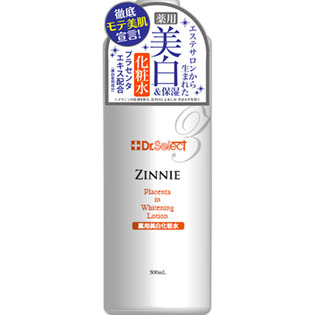 徹底
モテ美肌
宣言!
薬用
美白
&保湿
エステサロンから
生まれた
化粧水
プラセンタ
エキス配合
Dr.Select
ZINNIE
Placenta
in
Whitening
Lotion
薬用美白化粧水
500mL